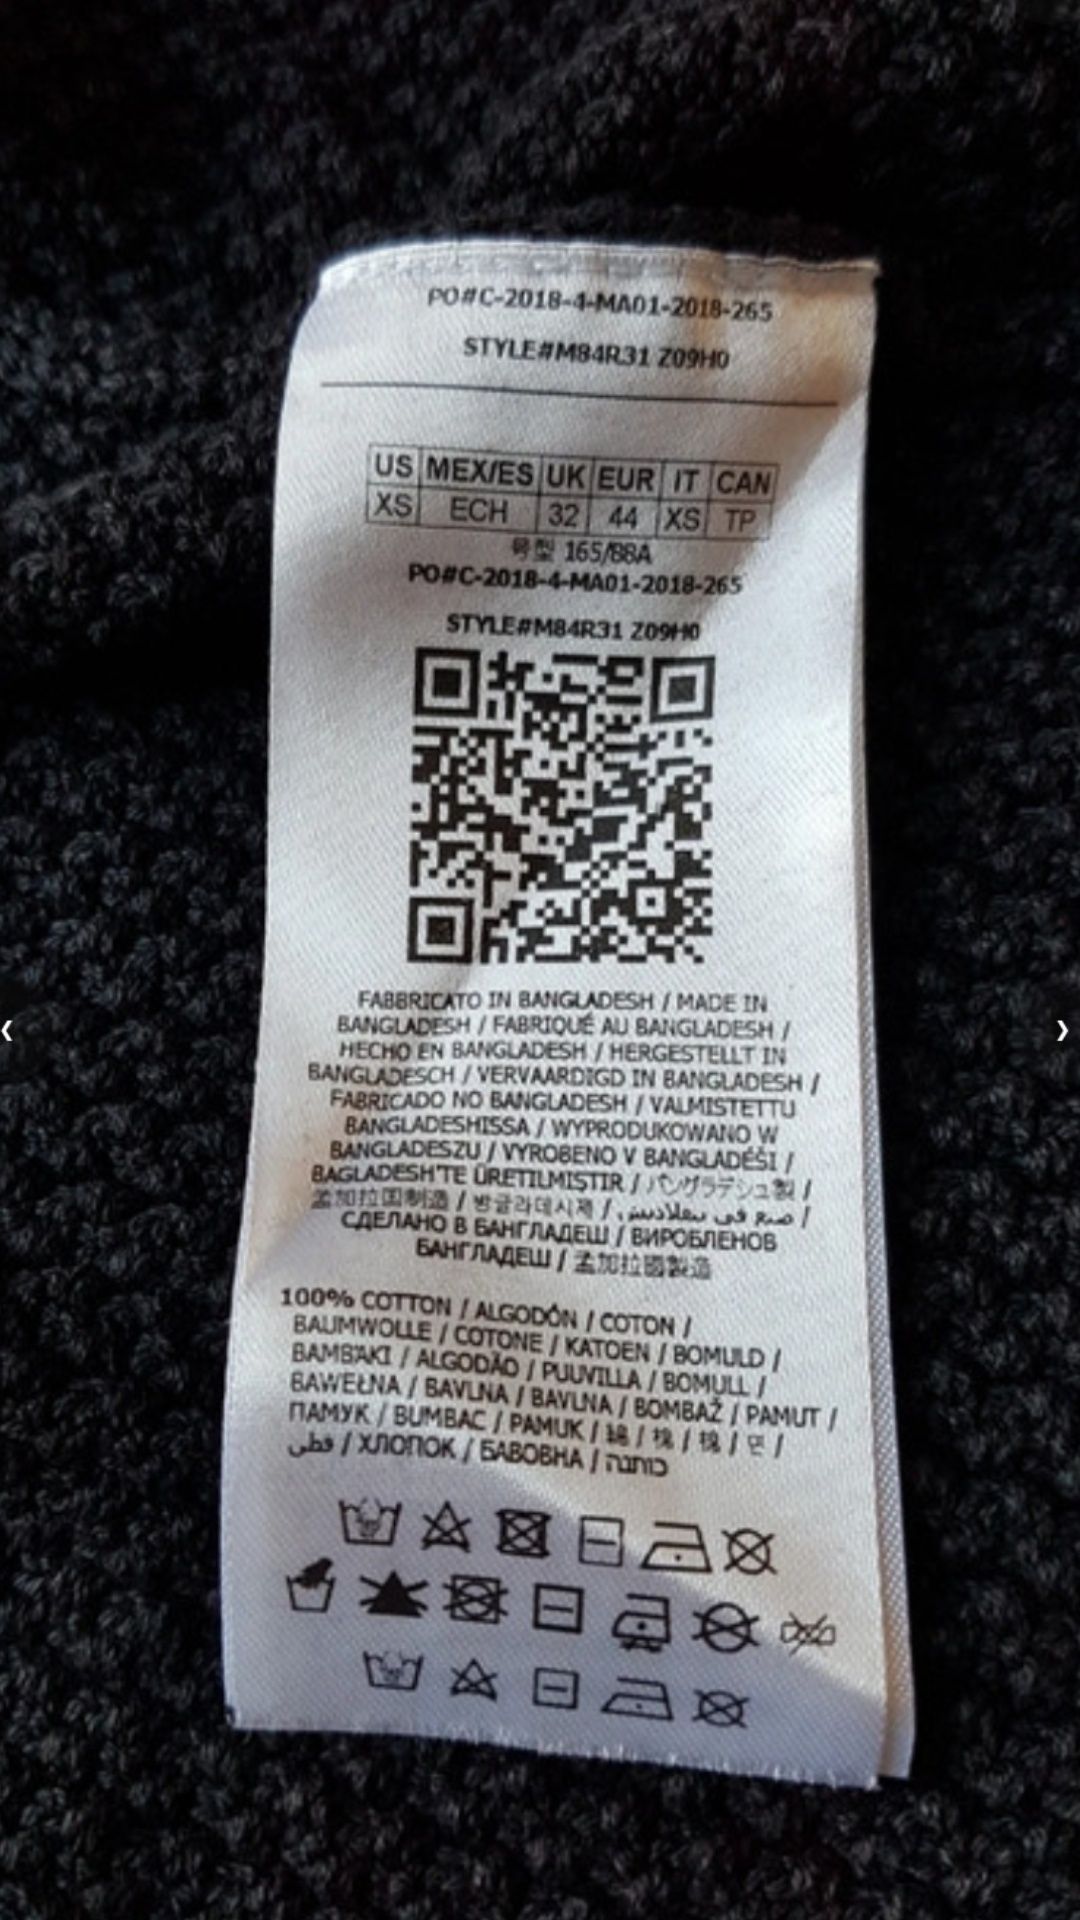 PO#C-2018-4-MA01-2018-265
STYLE#M84R31 Z09H0
US MEX/ES UK EUR IT CAN
XS ECH 32 44 XS TP
号型 165/88A
PO#C-2018-4-MA01-2018-265
STYLE#M84R31 Z09H0
FABBRICATO IN BANGLADESH / MADE IN
BANGLADESH / FABRIQUÉ AU BANGLADESH /
HECHO EN BANGLADESH / HERGESTELLT IN
BANGLADESCH / VERVAARDIGD IN BANGLADESH /
FABRICADO NO BANGLADESH / VALMISTETTU
BANGLADESHISSA / WYPRODUKOWANO W
BANGLADESZU / VYROBENO V BANGLADÉŠI /
BAGLADESH'TE ÜRETILMISTIR / バングラデシュ製 /
孟加拉国制造 / 방글라데시제 / صنع في /
СДЕЛАНО В БАНГЛАДЕШ / ВИРОБЛЕНОВ
БАНГЛАДЕШ / 孟加拉國製造
100% COTTON / ALGODÓN / COTON /
BAUMWOLLE / COTONE / KATOEN / BOMULD /
BAMBAKI / ALGODÃO / PUUVILLA / BOMULL /
BAWEŁNA / BAVLNA / BAVLNA / BOMBAŽ / PAMUT /
ПАМУК / BUMBAC / PAMUK / 綿 / 棉 / 棉 / 면 /
قطن / ХЛОПОК / БАВОВНА / כותנה